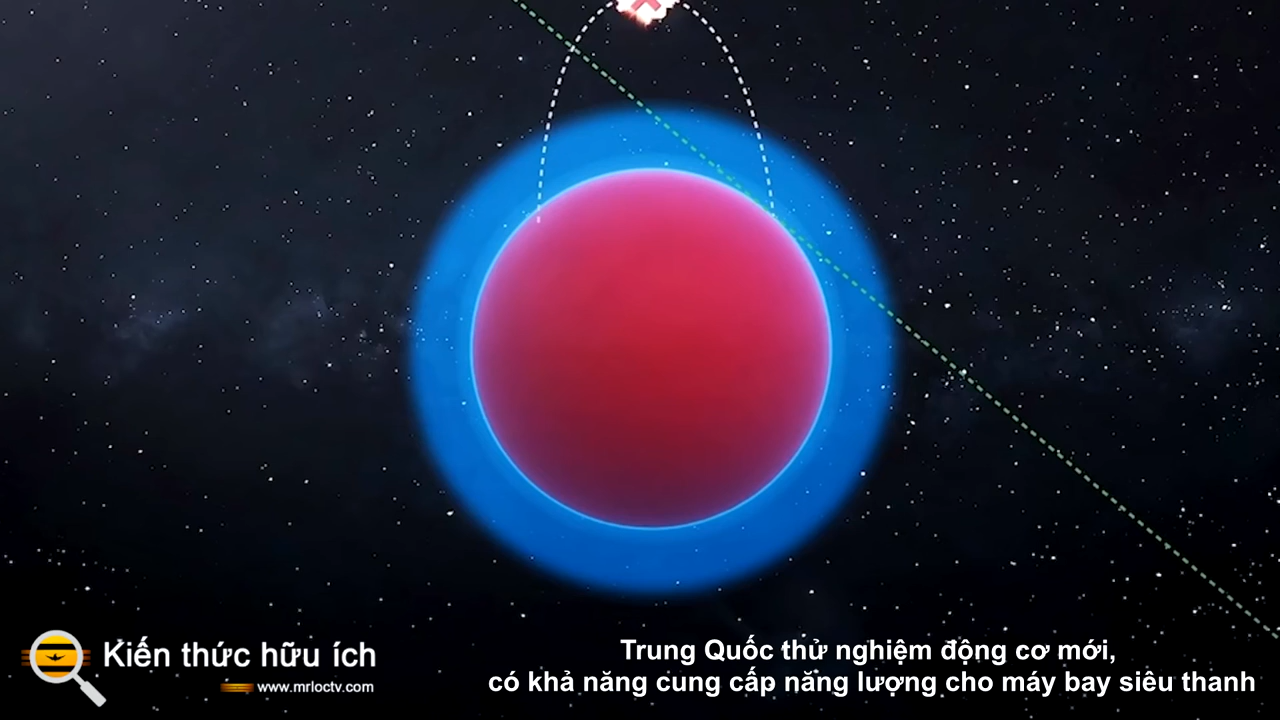 Kiến thức hữu ích
www.mrloctv.com
Trung Quốc thử nghiệm động cơ mới,
có khả năng cung cấp năng lượng cho máy bay siêu thanh